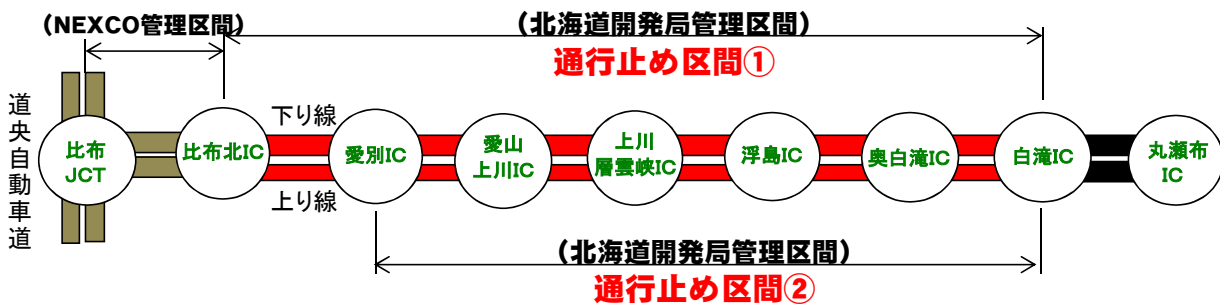 (NEXCO管理区間)
(北海道開発局管理区間)
通行止め区間①
道央自動車道
下り線
比布
JCT
比布北IC
愛別IC
愛山
上川IC
上川
層雲峡IC
浮島IC
奥白滝IC
白滝IC
丸瀬布
IC
上り線
(北海道開発局管理区間)
通行止め区間②